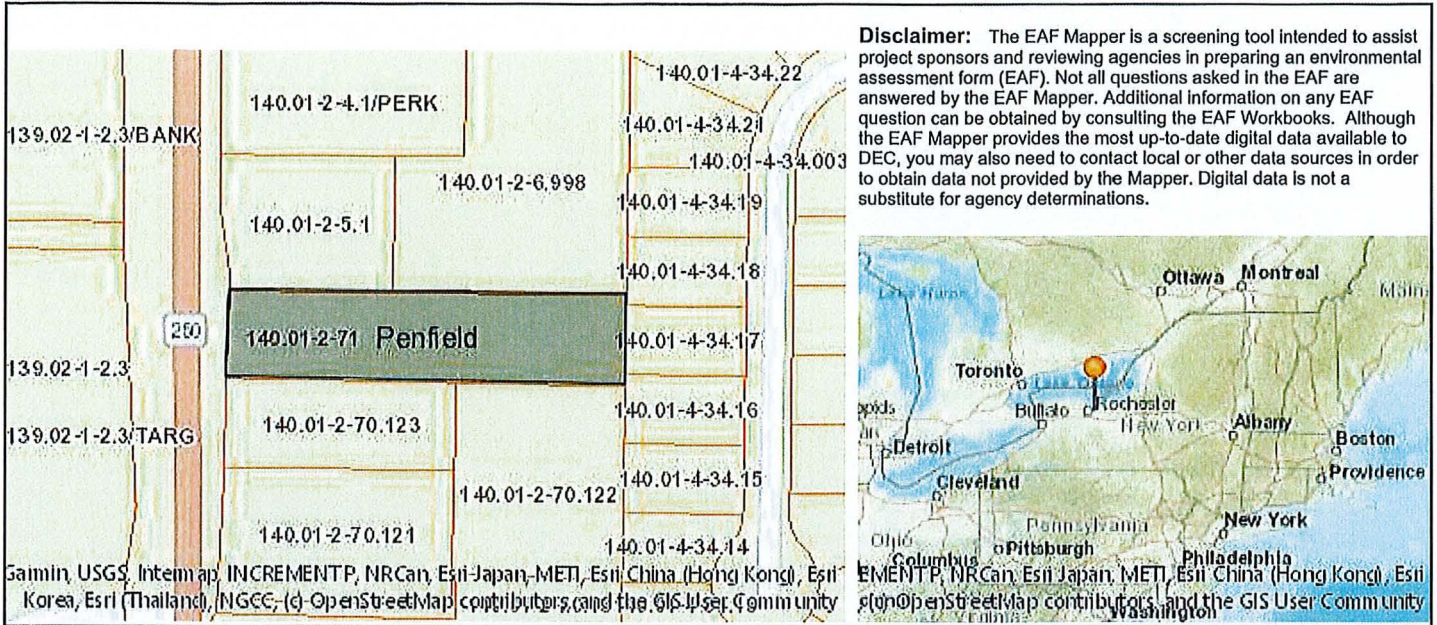 Disclaimer: The EAF Mapper is a screening tool intended to assist
project sponsors and reviewing agencies in preparing an environmental
assessment form (EAF). Not all questions asked in the EAF are
answered by the EAF Mapper. Additional information on any EAF
question can be obtained by consulting the EAF Workbooks. Although
the EAF Mapper provides the most up-to-date digital data available to
DEC, you may also need to contact local or other data sources in order
to obtain data not provided by the Mapper. Digital data is not a
substitute for agency determinations.
140.01-4-34.22
140.01-2-4.1/PERK
139.02-1-2.3/BANK
140.01-4-34.21
140.01-4-34.003
140.01-2-6.998
140.01-4-34.19
140.01-2-5.1
140.01-4-34.18
250
140.01-2-71 Penfield
140.01-4-34.17
139.02-1-2.3
140.01-4-34.16
140.01-2-70.123
139.02-1-2.3/TARG
140.01-4-34.15
140.01-2-70.122
140.01-2-70.121
140.01-4-34.14
Garmin, USGS, Intermap, INCREMENT P, NRCan, Esri Japan, METI, Esri China (Hong Kong), Esri
Korea, Esri (Thailand), NGCC, (c) OpenStreetMap contributors, and the GIS User Community
Ottawa
Montreal
Lake Huron
Main
Toronto
Lake Ontario
apids
Buffalo
Rochester
New York
Albany
Detroit
Boston
Providence
Cleveland
Pennsylvania
New York
Ohio
Columbus
Pittsburgh
Philadelphia
EMENT P, NRCan, Esri Japan, METI, Esri China (Hong Kong), Esri
OpenStreetMap contributors, and the GIS User Community
Washington